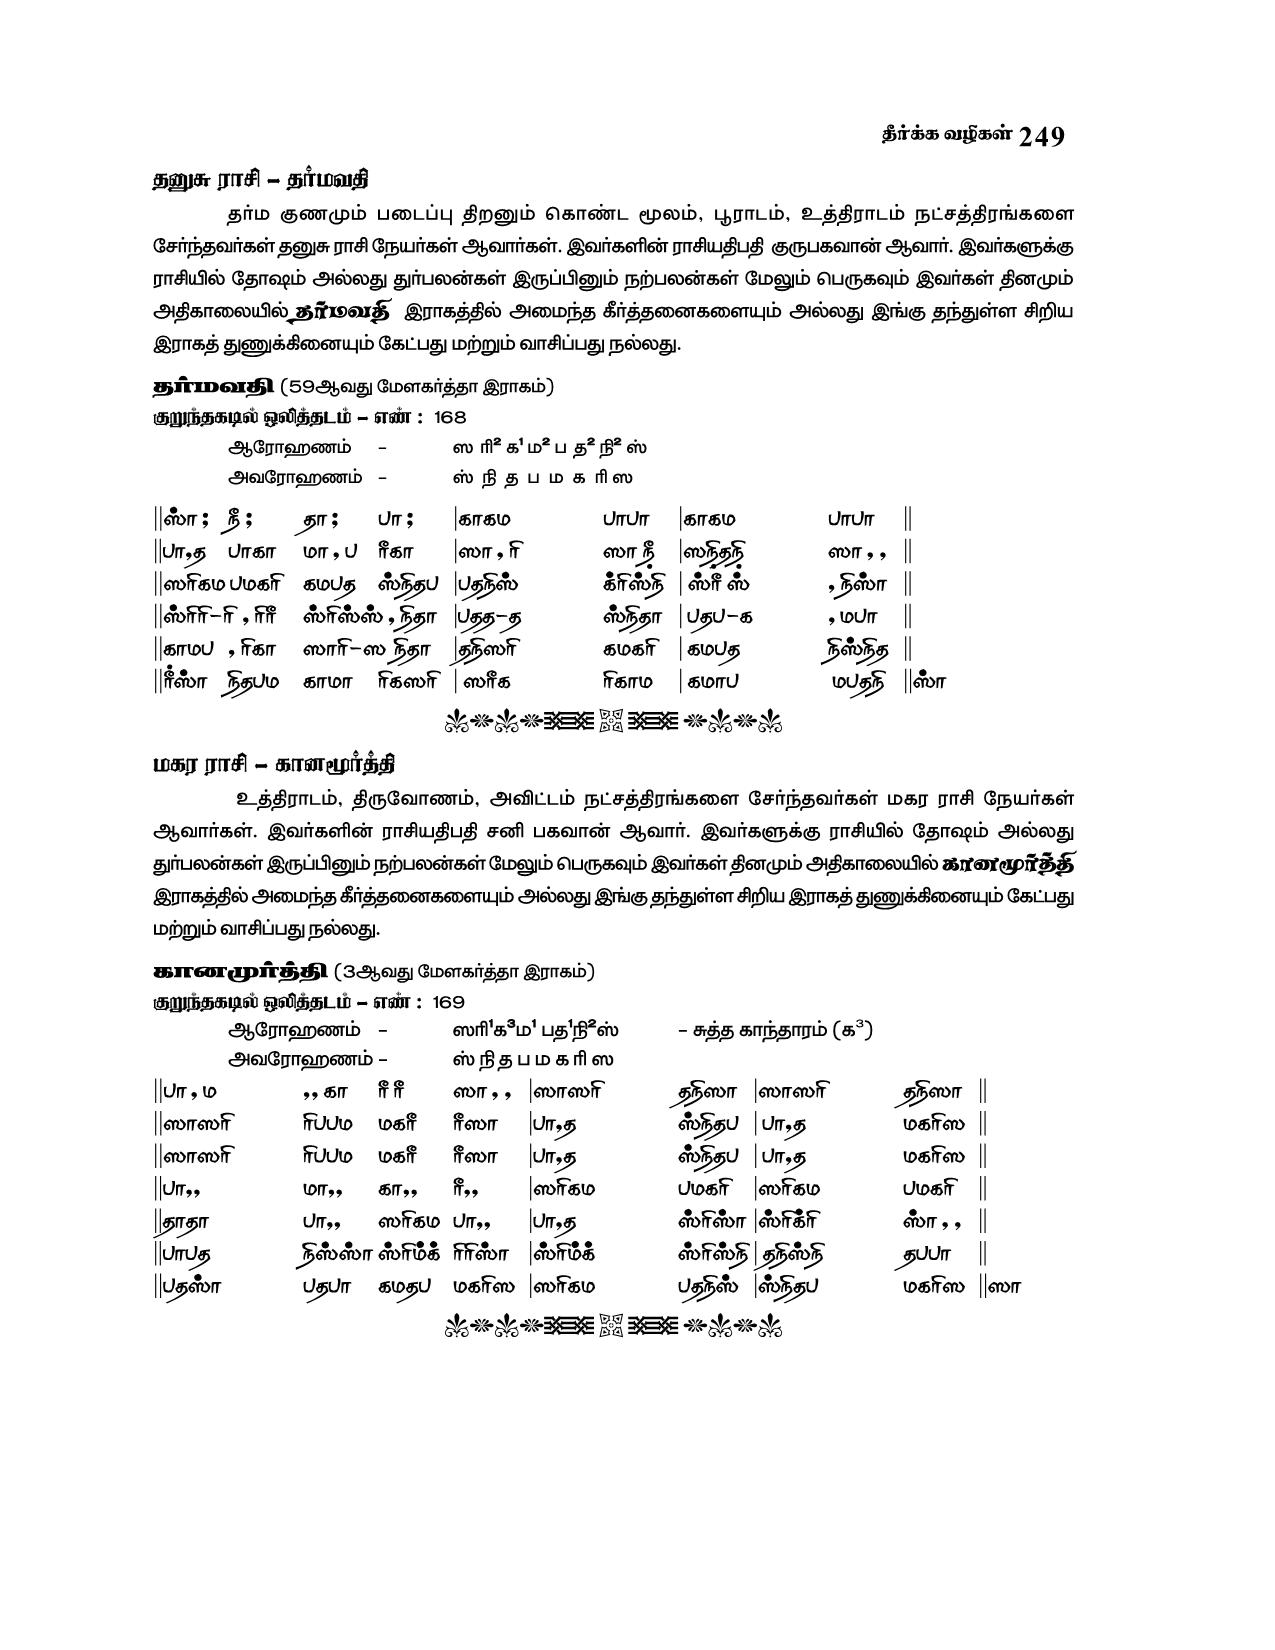 தீர்க்க வழிகள் 249
தனுசு ராசி – தர்மவதி
தர்ம குணமும் படைப்பு திறனும் கொண்ட மூலம், பூராடம், உத்திராடம் நட்சத்திரங்களை
சேர்ந்தவர்கள் தனுசு ராசி நேயர்கள் ஆவார்கள். இவர்களின் ராசியதிபதி குருபகவான் ஆவார். இவர்களுக்கு
ராசியில் தோஷம் அல்லது துர்பலன்கள் இருப்பினும் நற்பலன்கள் மேலும் பெருகவும் இவர்கள் தினமும்
அதிகாலையில் தர்மவதி இராகத்தில் அமைந்த கீர்த்தனைகளையும் அல்லது இங்கு தந்துள்ள சிறிய
இராகத் துணுக்கினையும் கேட்பது மற்றும் வாசிப்பது நல்லது.
தர்மவதி (59ஆவது மேளகர்த்தா இராகம்)
குறுந்தகடில் ஒலித்தடம் – எண் : 168
ஆரோஹணம் - ஸ ரி² க¹ ம² ப த² நி² ஸ்
அவரோஹணம் - ஸ் நி த ப ம க ரி ஸ
||ஸ்ா ; நீ ; தா ; பா ; |காகம பாபா |காகம பாபா ||
||பா,த பாகா மா , ப ரீகா |ஸா , ரி ஸா நீ |ஸநி்தநி் ஸா , , ||
||ஸரிகம பமகரி கமபத ஸ்நிதப |பதநிஸ் க்ரி்ஸ்நி | ஸ்ரீ் ஸ் , நிஸ்ா ||
||ஸ்ரிரி–ரி , ரிரீ ஸ்ரிஸ்ஸ் , நிதா |பதத–த ஸ்நிதா | பதப–க , மபா ||
||காமப , ரிகா ஸாரி–ஸ நிதா |தநிஸரி கமகரி | கமபத நிஸ்நித ||
||ரீ்ஸ்ா நிதபம காமா ரிகஸரி | ஸரீக ரிகாம | கமாப மபதநி ||ஸ்ா
மகர ராசி – கானமூர்த்தி
உத்திராடம், திருவோணம், அவிட்டம் நட்சத்திரங்களை சேர்ந்தவர்கள் மகர ராசி நேயர்கள்
ஆவார்கள். இவர்களின் ராசியதிபதி சனி பகவான் ஆவார். இவர்களுக்கு ராசியில் தோஷம் அல்லது
துர்பலன்கள் இருப்பினும் நற்பலன்கள் மேலும் பெருகவும் இவர்கள் தினமும் அதிகாலையில் கானமூர்த்தி
இராகத்தில் அமைந்த கீர்த்தனைகளையும் அல்லது இங்கு தந்துள்ள சிறிய இராகத் துணுக்கினையும் கேட்பது
மற்றும் வாசிப்பது நல்லது.
கானமுர்த்தி (3ஆவது மேளகர்த்தா இராகம்)
குறுந்தகடில் ஒலித்தடம் – எண் : 169
ஆரோஹணம் - ஸரி¹க³ம¹ பத¹நி²ஸ் - சுத்த காந்தாரம் (க³)
அவரோஹணம் - ஸ் நி த ப ம க ரி ஸ
||பா , ம ,,கா ரீ ரீ ஸா , , |ஸாஸரி தநிஸா |ஸாஸரி தநிஸா ||
||ஸாஸரி ரிபபம மகரீ ரீஸா |பா,த ஸ்நிதப | பா,த மகரிஸ ||
||ஸாஸரி ரிபபம மகரீ ரீஸா |பா,த ஸ்நிதப | பா,த மகரிஸ ||
||பா,, மா,, கா,, ரீ,, |ஸரிகம பமகரி |ஸரிகம பமகரி ||
||தாதா பா,, ஸரிகம பா,, |பா,த ஸ்ரி்ஸ்ா |ஸ்ரி்க்ரி் ஸ்ா , , ||
||பாபத நிஸ்ஸ்ா ஸ்ரி்ம்க் ரி்ரி்ஸ்ா |ஸ்ரி்ம்க் ஸ்ரி்ஸ்நி |தநிஸ்நி தபபா ||
||பதஸ்ா பதபா கமதப மகரிஸ |ஸரிகம பதநிஸ் |ஸ்நிதப மகரிஸ ||ஸா